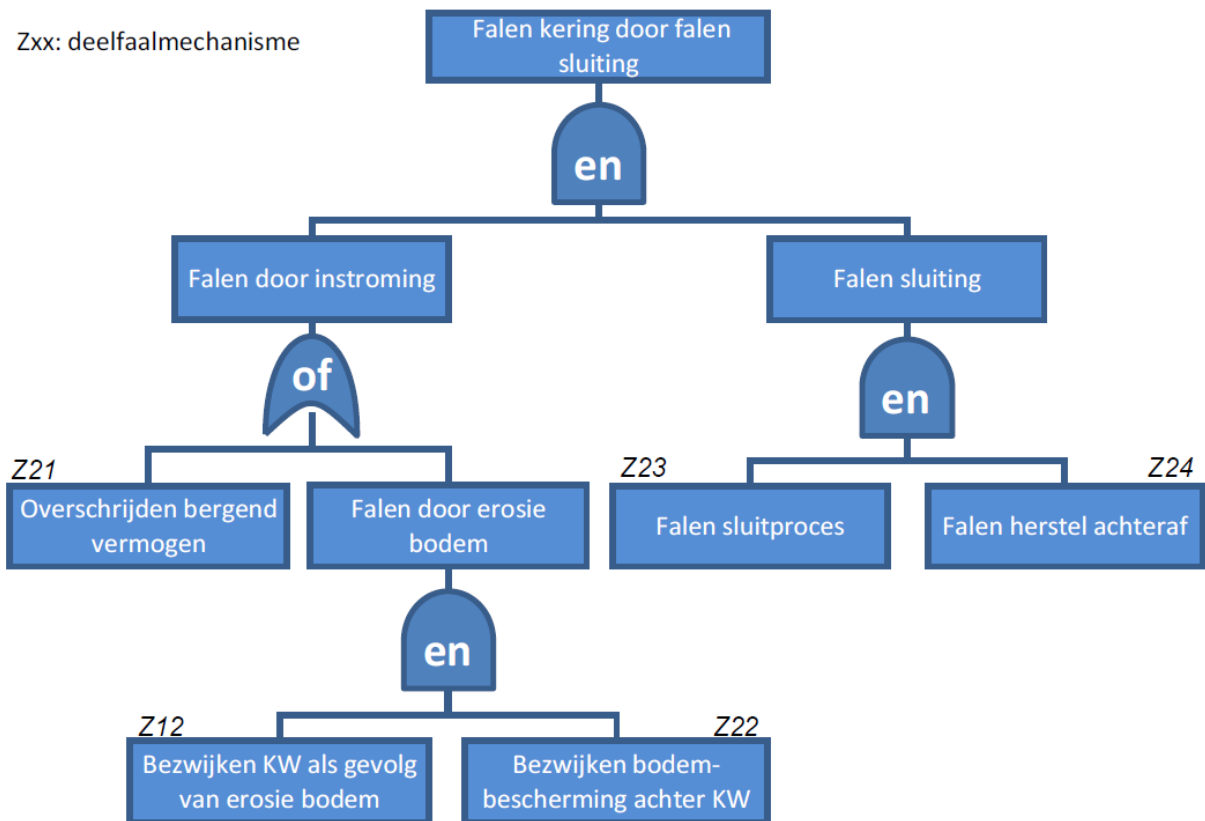 Zxx: deelfaalmechanisme
Falen kering door falen
sluiting
en
Falen door instroming
Falen sluiting
of
en
Z21
Z23
Z24
Overschrijden bergend
vermogen
Falen door erosie
bodem
Falen sluitproces
Falen herstel achteraf
en
Z12
Z22
Bezwijken KW als gevolg
van erosie bodem
Bezwijken bodem-
bescherming achter KW